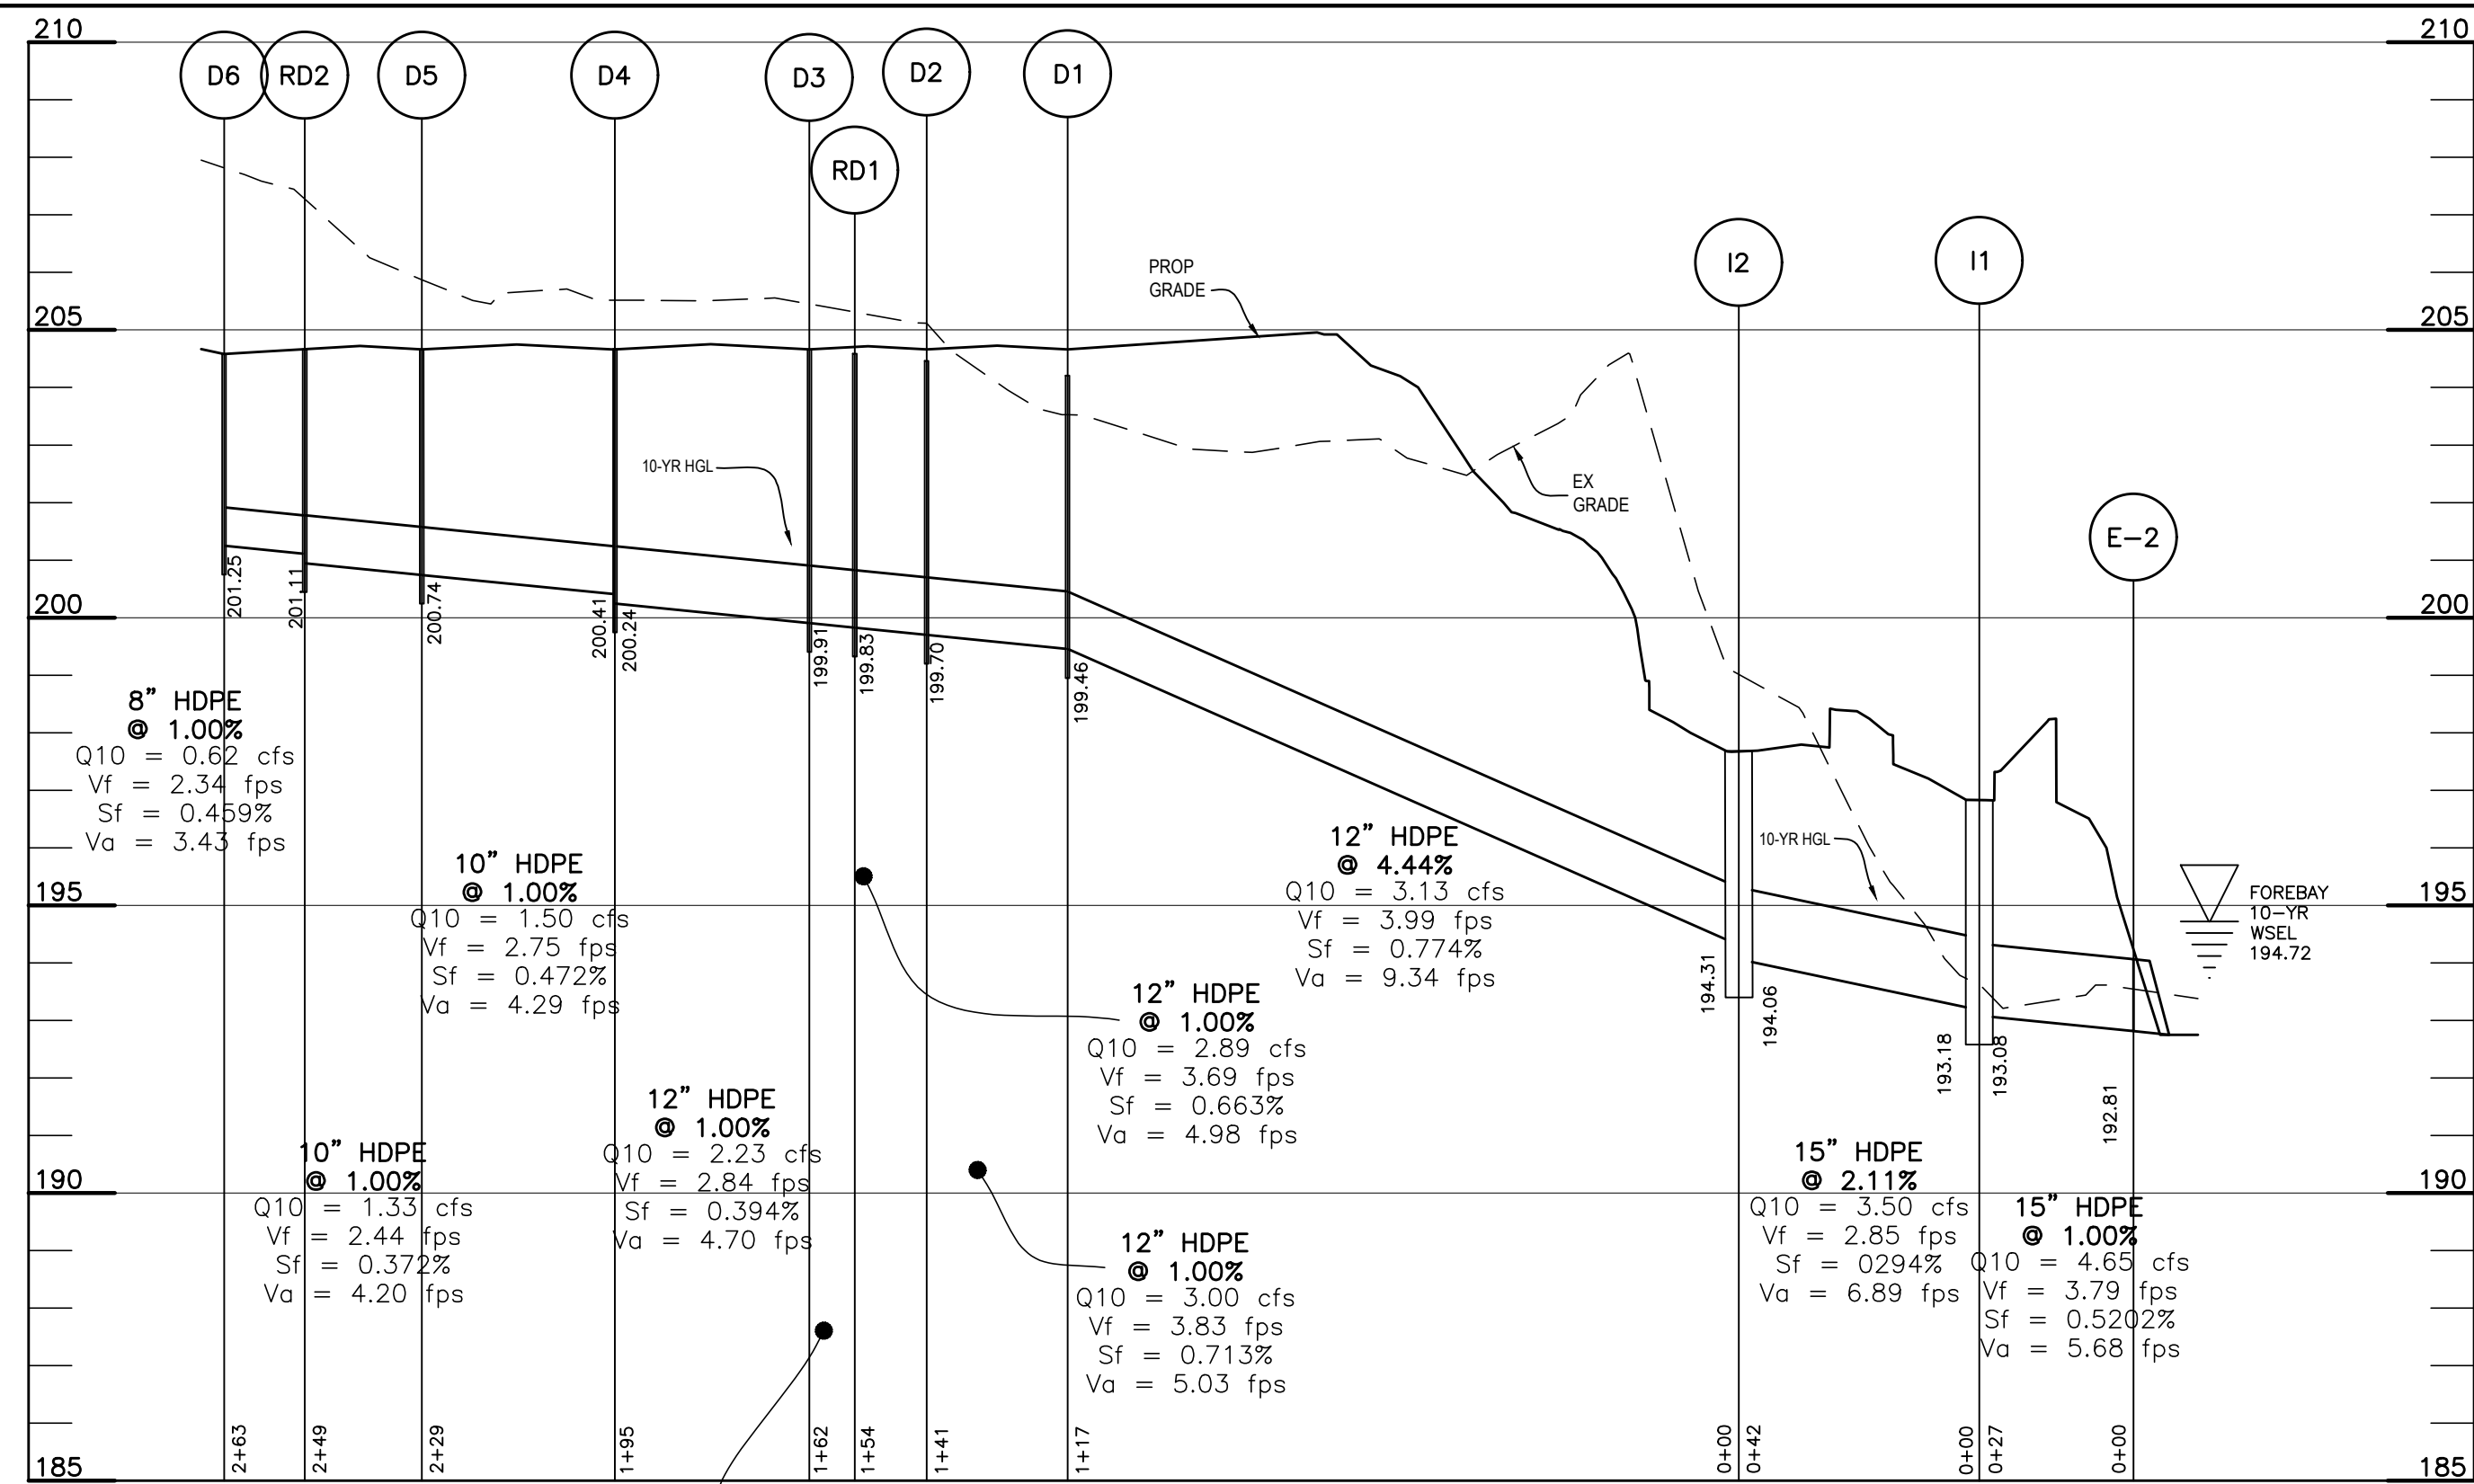 210
210
D6
RD2
D5
D4
D3
D2
D1
RD1
I2
I1
E-2
PROP
GRADE
205
205
10-YR HGL
EX
GRADE
200
200
201.25
201.11
200.74
200.41
200.24
199.91
199.83
199.70
199.46
8" HDPE
@ 1.00%
Q10 = 0.62 cfs
Vf = 2.34 fps
Sf = 0.459%
Va = 3.43 fps
10" HDPE
@ 1.00%
Q10 = 1.50 cfs
Vf = 2.75 fps
Sf = 0.472%
Va = 4.29 fps
12" HDPE
@ 4.44%
Q10 = 3.13 cfs
Vf = 3.99 fps
Sf = 0.774%
Va = 9.34 fps
10-YR HGL
195
195
FOREBAY
10-YR
WSEL
194.72
194.31
194.06
193.18
193.08
192.81
12" HDPE
@ 1.00%
Q10 = 2.89 cfs
Vf = 3.69 fps
Sf = 0.663%
Va = 4.98 fps
12" HDPE
@ 1.00%
Q10 = 2.23 cfs
Vf = 2.84 fps
Sf = 0.394%
Va = 4.70 fps
10" HDPE
@ 1.00%
Q10 = 1.33 cfs
Vf = 2.44 fps
Sf = 0.372%
Va = 4.20 fps
190
190
12" HDPE
@ 1.00%
Q10 = 3.00 cfs
Vf = 3.83 fps
Sf = 0.713%
Va = 5.03 fps
15" HDPE
@ 2.11%
Q10 = 3.50 cfs
Vf = 2.85 fps
Sf = 0294%
Va = 6.89 fps
15" HDPE
@ 1.00%
Q10 = 4.65 cfs
Vf = 3.79 fps
Sf = 0.5202%
Va = 5.68 fps
2+63
2+49
2+29
1+95
1+62
1+54
1+41
1+17
0+00
0+42
0+00
0+27
0+00
185
185